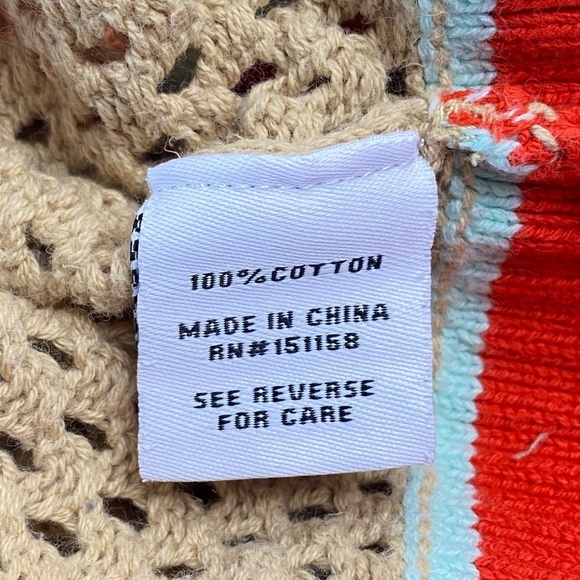 100% COTTON
MADE IN CHINA
RN#151158
SEE REVERSE
FOR CARE